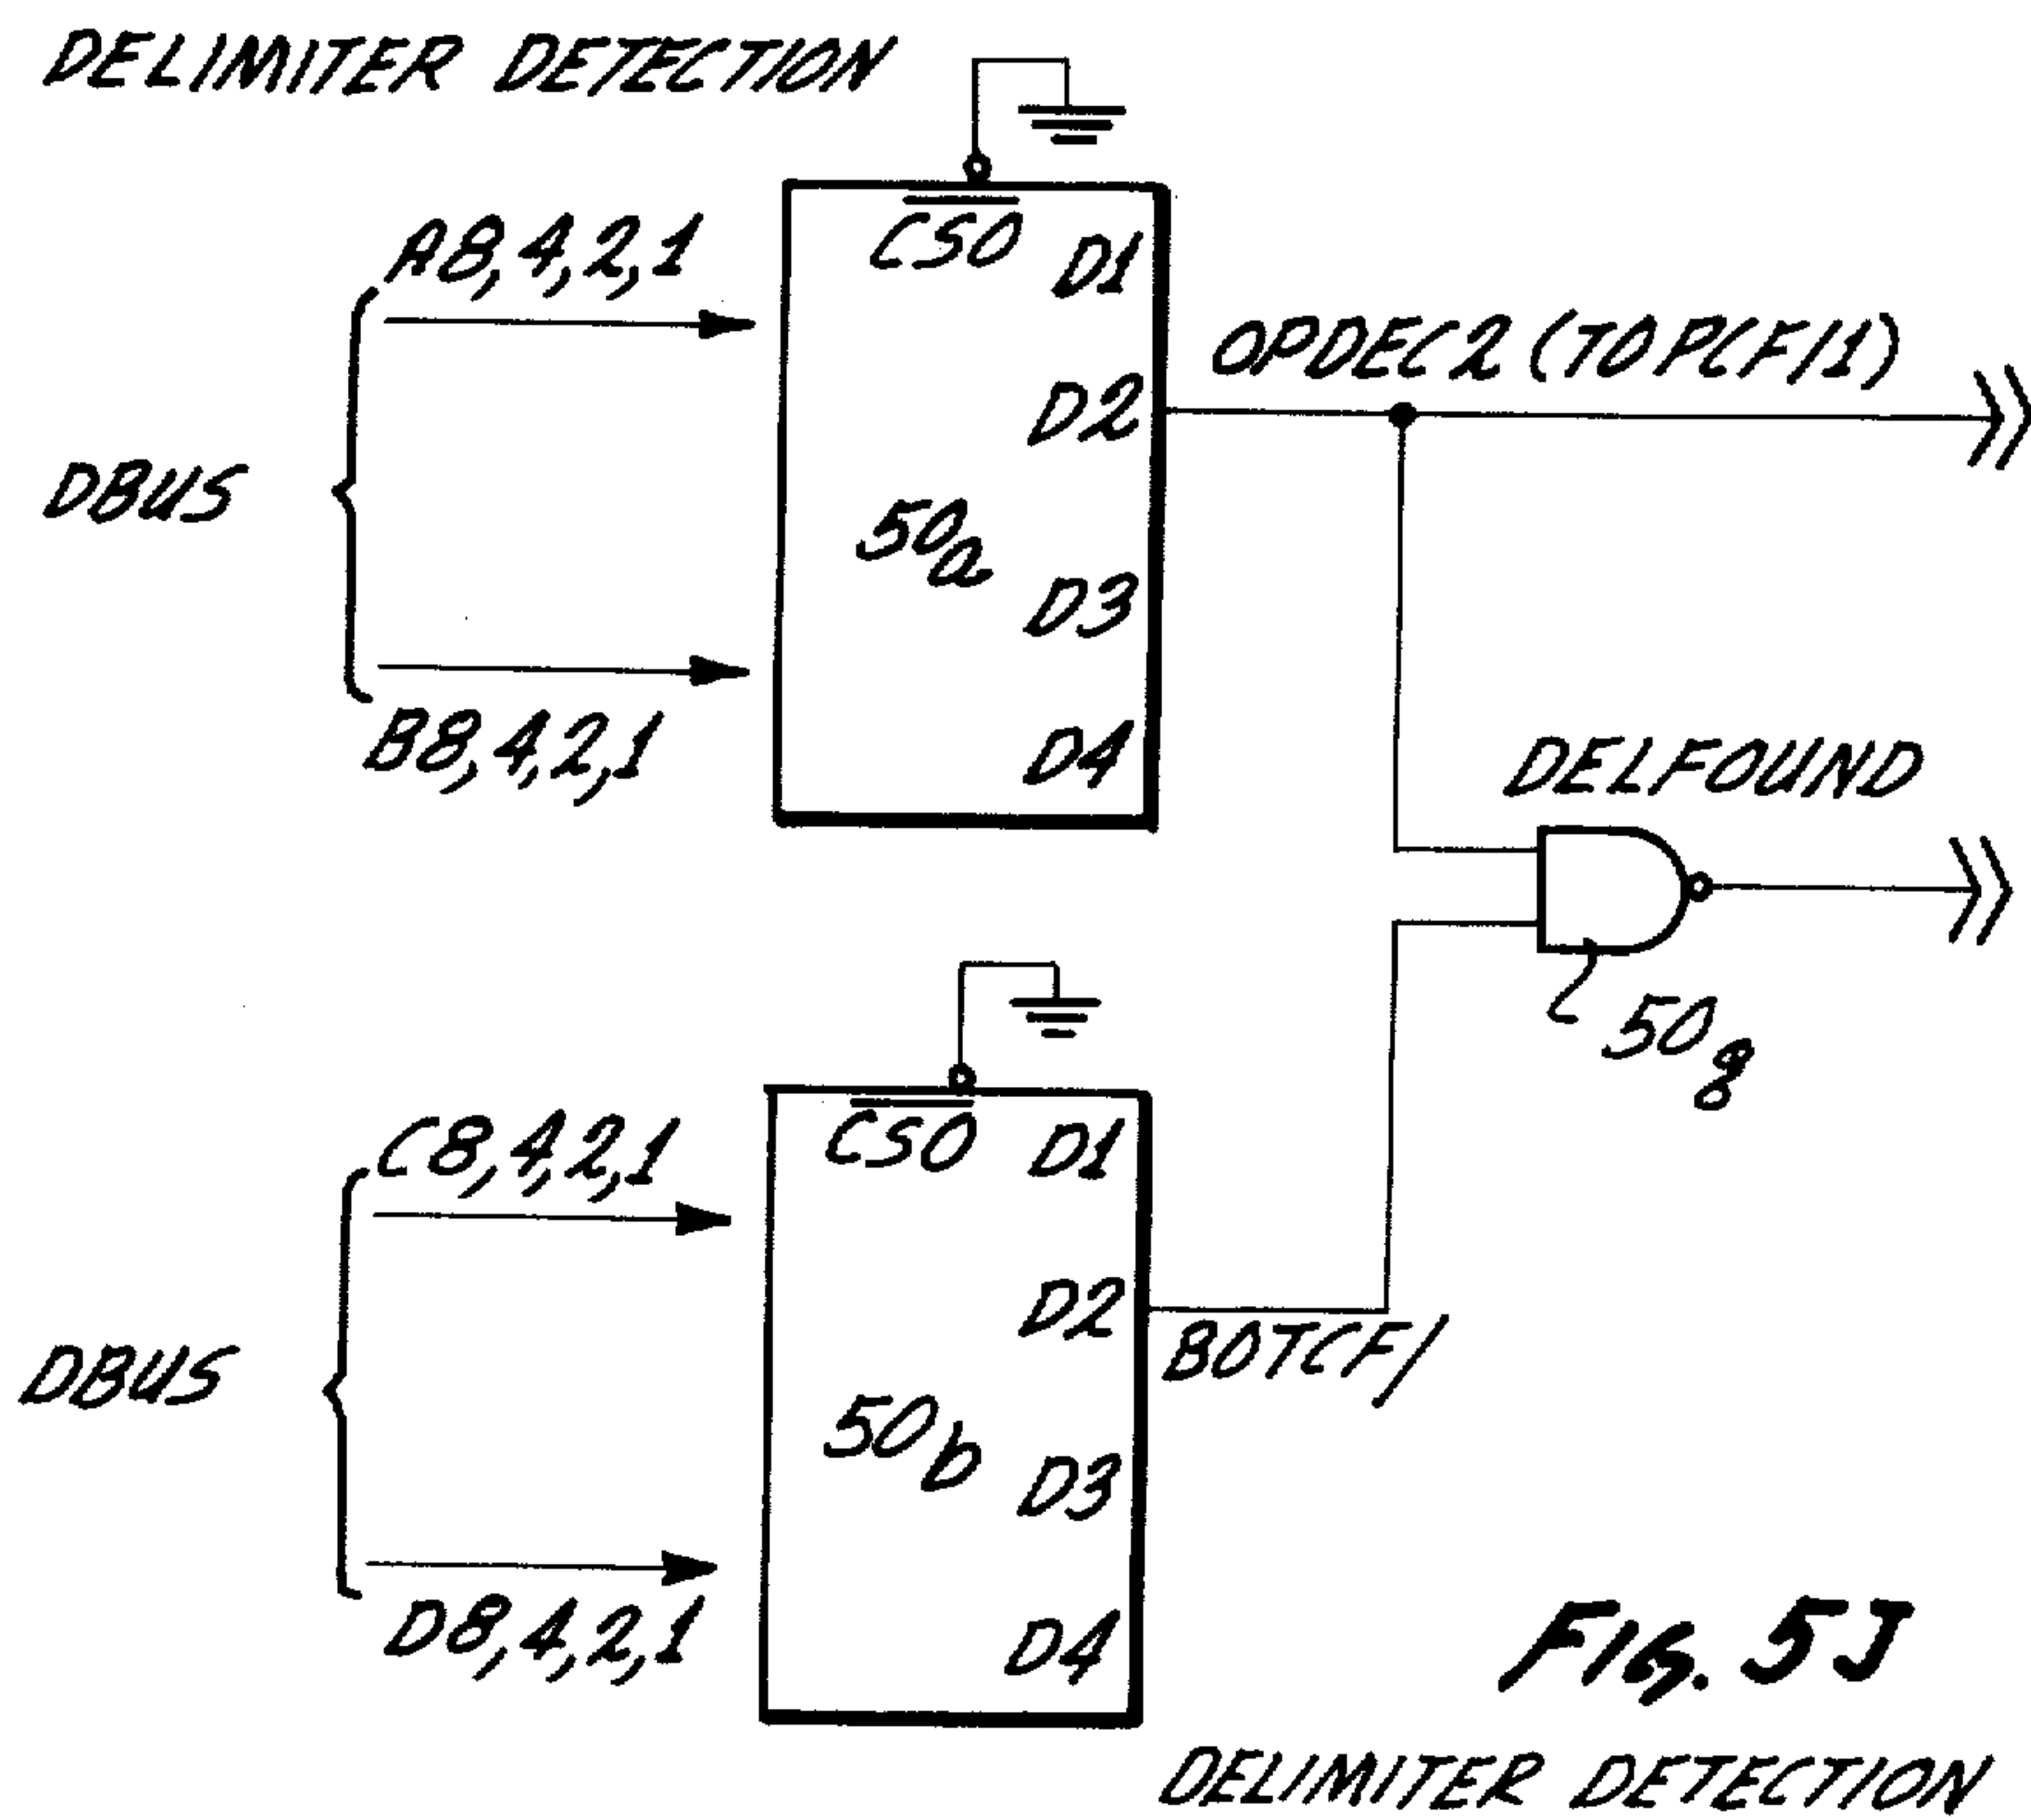 DELIMITER DETECTION
CSO
D1
A8,4,2,1
OPDEC2 (TOPCF/1)
D2
DBUS
50a
D3
B8,4,2,1
D4
DELFOUND
50g
CSO
D1
C8,4,2,1
D2
BOTCF/
DBUS
50b
D3
D8,4,2,1
D4
FIG. 5J
DELIMITER DETECTION